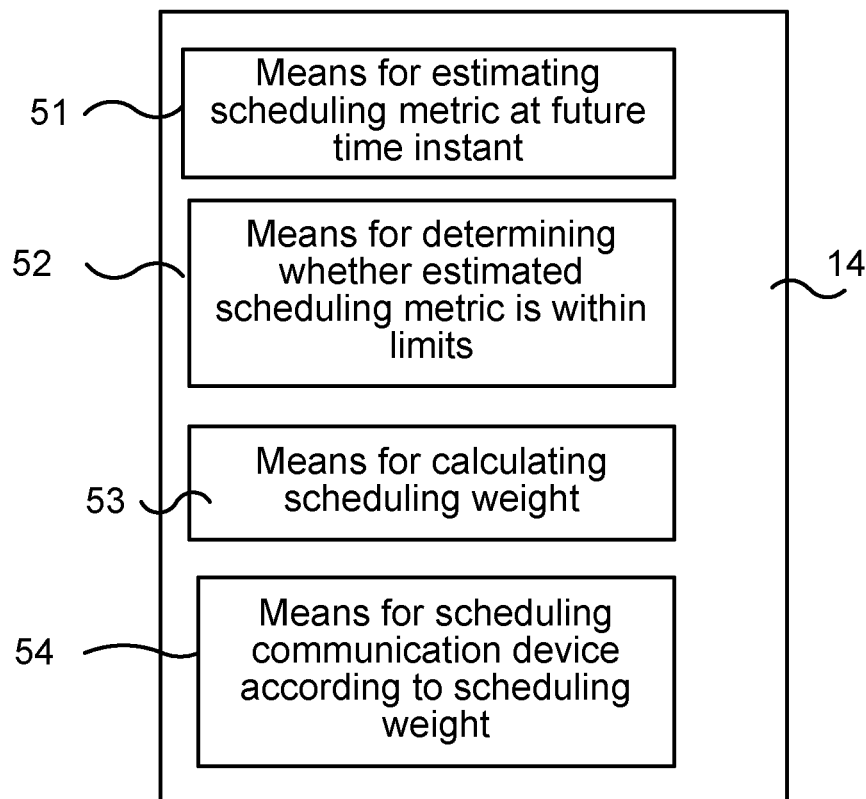 51
Means for estimating
scheduling metric at future
time instant
52
Means for determining
whether estimated
scheduling metric is within
limits
14
53
Means for calculating
scheduling weight
54
Means for scheduling
communication device
according to scheduling
weight